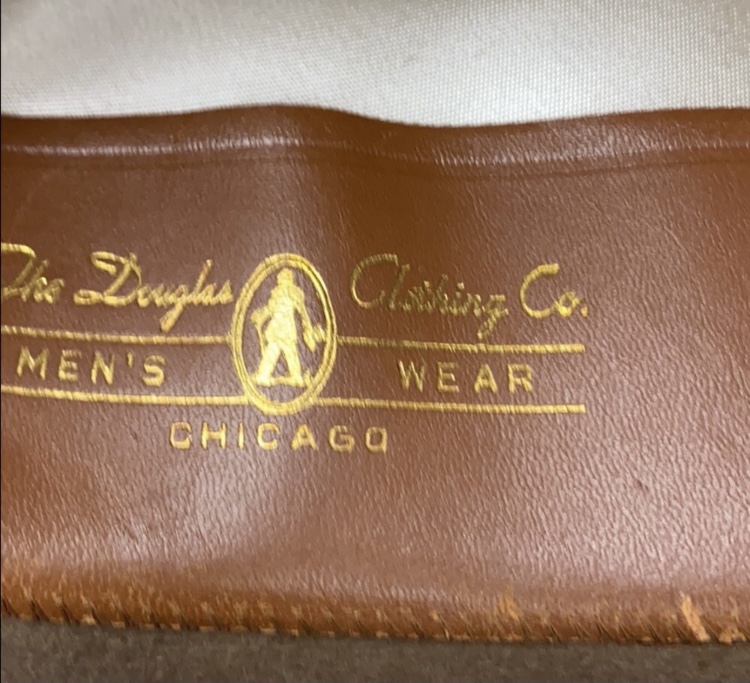 The Douglas Clothing Co.
MEN'S WEAR
CHICAGO